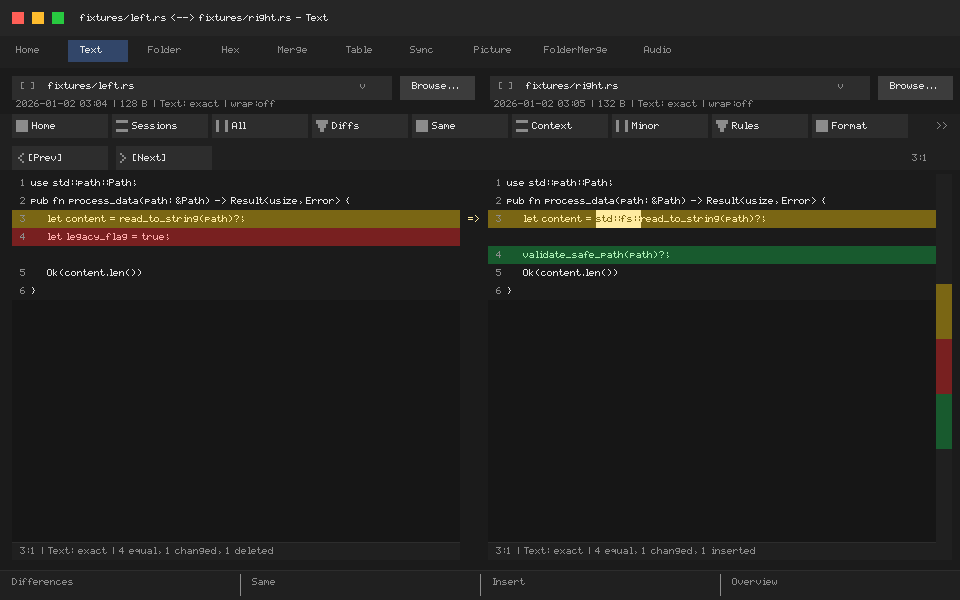 fixtures/left.rs <--> fixtures/right.rs - Text
Home Text Folder Hex Merge Table Sync Picture FolderMerge Audio
[ ] fixtures/left.rs v Browse... [ ] fixtures/right.rs v Browse...
2026-01-02 03:04 | 128 B | Text: exact | wrap:off 2026-01-02 03:05 | 132 B | Text: exact | wrap:off
Home Sessions All Diffs Same Context Minor Rules Format >>
[Prev] [Next] 3:1
1 use std::path::Path; 1 use std::path::Path;
2 pub fn process_data(path: &Path) -> Result(usize, Error) { 2 pub fn process_data(path: &Path) -> Result(usize, Error) {
3 let content = read_to_string(path)?; => 3 let content = std::fs::read_to_string(path)?;
4 let legacy_flag = true;
4 validate_safe_path(path)?;
5 Ok(content.len()) 5 Ok(content.len())
6 } 6 }
3:1 | Text: exact | 4 equal, 1 changed, 1 deleted 3:1 | Text: exact | 4 equal, 1 changed, 1 inserted
Differences Same Insert Overview